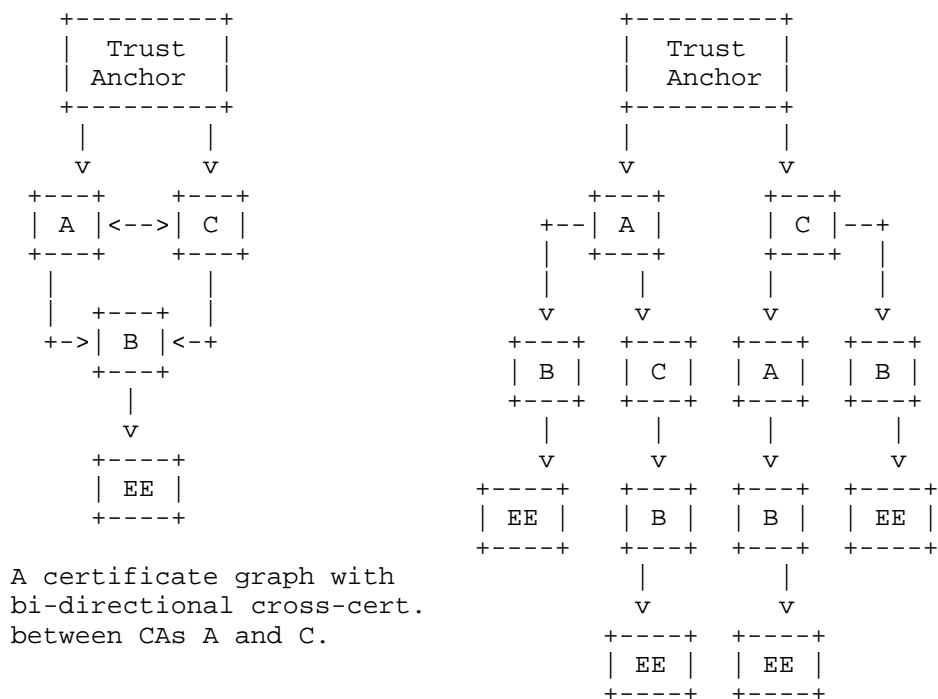 +---------+                              +---------+
|  Trust  |                              |  Trust  |
| Anchor  |                              |  Anchor |
+---------+                              +---------+
 |       |                               |         |
 v       v                               v         v
+---+    +---+                         +---+      +---+
| A |<-->| C |                      +--| A |      | C |--+
+---+    +---+                      |  +---+      +---+  |
 |         |                        |    |        |      |
 |  +---+  |                        v    v        v      v
 +->| B |<-+                      +---+  +---+  +---+  +---+
    +---+                         | B |  | C |  | A |  | B |
      |                           +---+  +---+  +---+  +---+
      v                             |      |      |      |
    +----+                          v      v      v      v
    | EE |                       +----+  +---+  +---+  +----+
    +----+                       | EE |  | B |  | B |  | EE |
                                 +----+  +---+  +---+  +----+
A certificate graph with                   |      |
bi-directional cross-cert.                 v      v
between CAs A and C.                    +----+  +----+
                                        | EE |  | EE |
                                        +----+  +----+